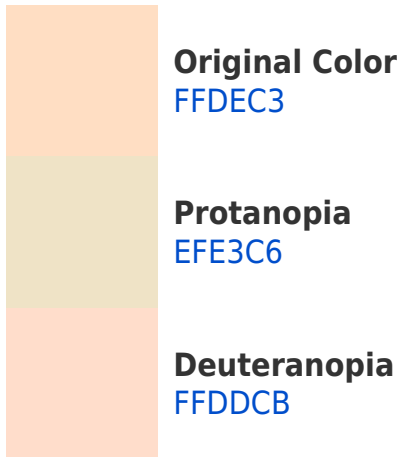 Original Color
FFDEC3
Protanopia
EFE3C6
Deuteranopia
FFDDCB